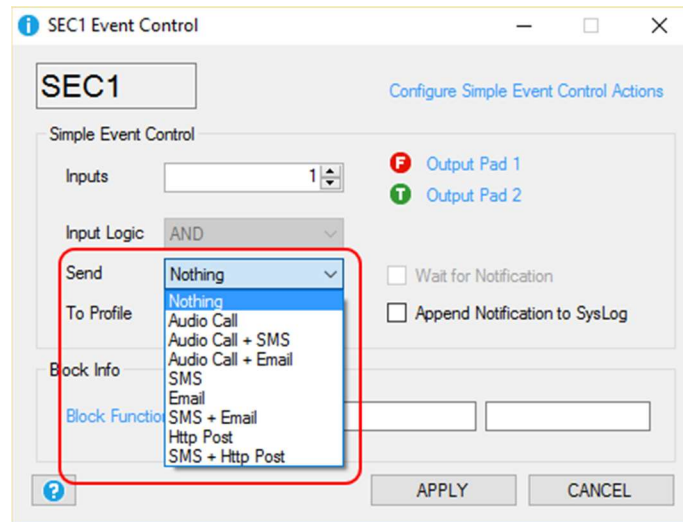 SEC1 Event Control
SEC1
Configure Simple Event Control Actions
Simple Event Control
Inputs 1 F Output Pad 1
T Output Pad 2
Input Logic AND
Send Nothing Wait for Notification
To Profile Nothing Append Notification to SysLog
Audio Call
Audio Call + SMS
Audio Call + Email
SMS
Email
SMS + Email
Http Post
SMS + Http Post
Block Info
Block Function
? APPLY CANCEL